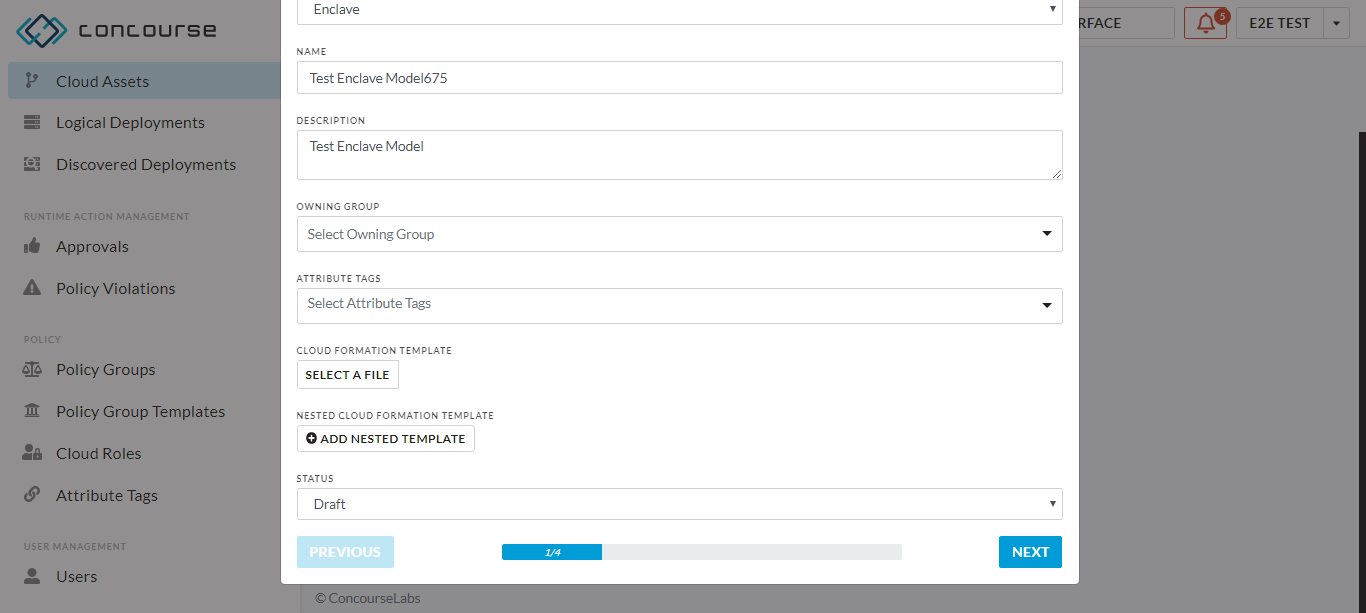 concourse
Cloud Assets
Logical Deployments
Discovered Deployments
RUNTIME ACTION MANAGEMENT
Approvals
Policy Violations
POLICY
Policy Groups
Policy Group Templates
Cloud Roles
Attribute Tags
USER MANAGEMENT
Users
Enclave
NAME
Test Enclave Model675
DESCRIPTION
Test Enclave Model
OWNING GROUP
Select Owning Group
ATTRIBUTE TAGS
Select Attribute Tags
CLOUD FORMATION TEMPLATE
SELECT A FILE
NESTED CLOUD FORMATION TEMPLATE
ADD NESTED TEMPLATE
STATUS
Draft
PREVIOUS
1/4
NEXT
RFACE
5
E2E TEST
© ConcourseLabs